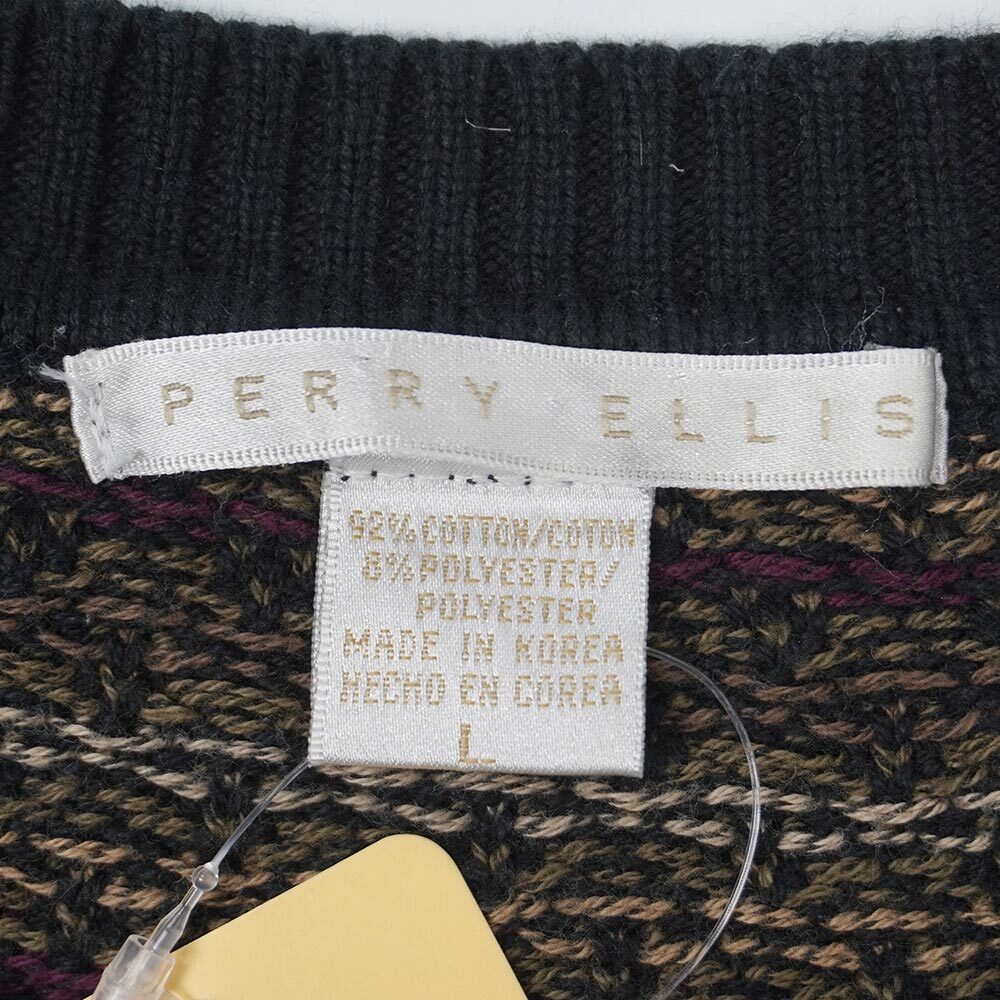 PERRY ELLIS
92% COTTON/COTON
8% POLYESTER/
POLYESTER
MADE IN KOREA
HECHO EN COREA
L